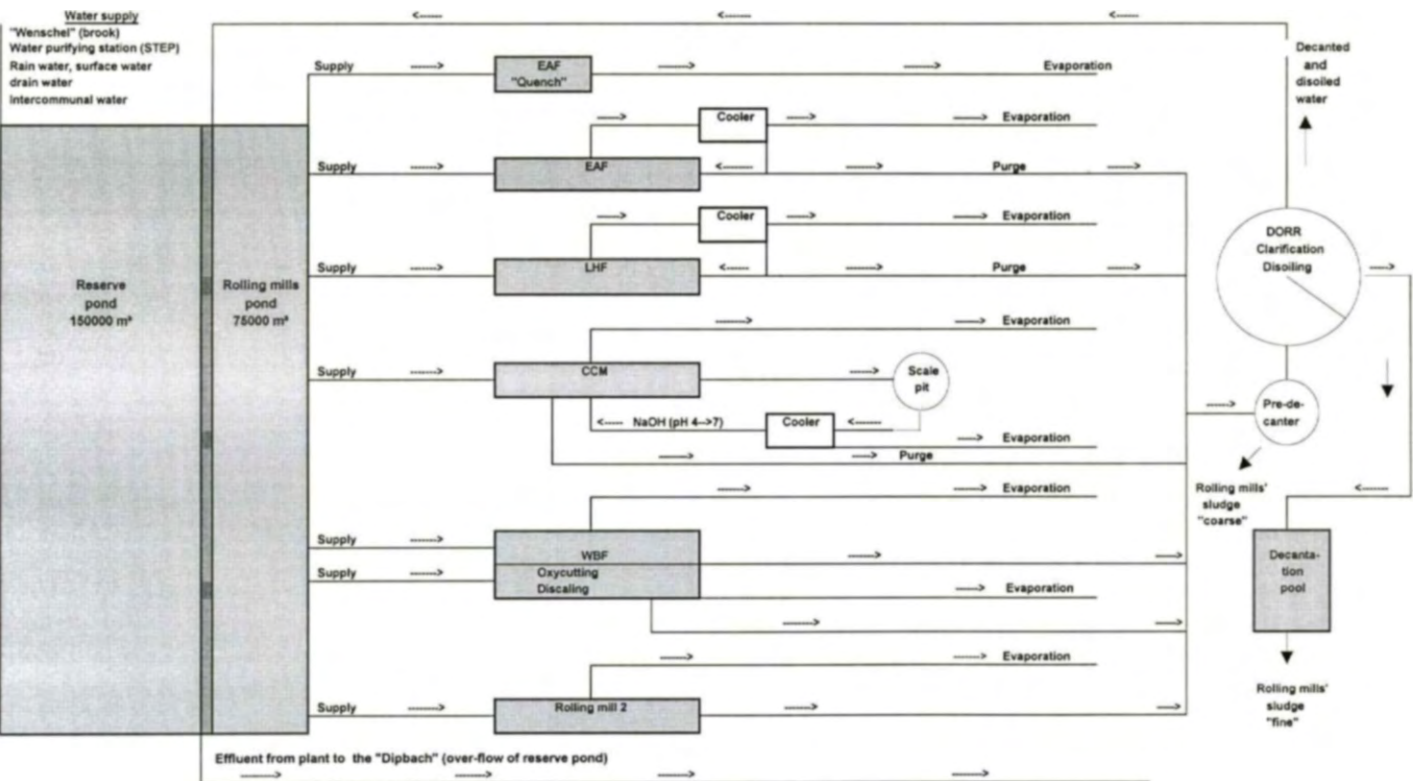 Water supply
"Wenschel" (brook)
Water purifying station (STEP)
Rain water, surface water
drain water
Intercommunal water
Reserve
pond
150000 m³
Rolling mills
pond
75000 m³
Supply
EAF
"Quench"
Evaporation
Cooler
Evaporation
Supply
EAF
Purge
Cooler
Evaporation
Supply
LHF
Purge
Evaporation
Supply
CCM
Scale
pit
NaOH (pH 4-->7)
Cooler
Evaporation
Purge
Evaporation
Supply
WBF
Supply
Oxycutting
Discaling
Evaporation
Evaporation
Supply
Rolling mill 2
Decanted
and
disoiled
water
DORR
Clarification
Disoiling
Pre-de-
canter
Rolling mills'
sludge
"coarse"
Decanta-
tion
pool
Rolling mills'
sludge
"fine"
Effluent from plant to the "Dipbach" (over-flow of reserve pond)